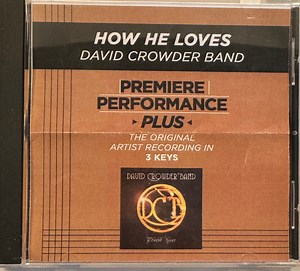 HOW HE LOVES
DAVID CROWDER BAND
PREMIERE
PERFORMANCE
PLUS
THE ORIGINAL
ARTIST RECORDING IN
3 KEYS
DAVID CROWDER BAND